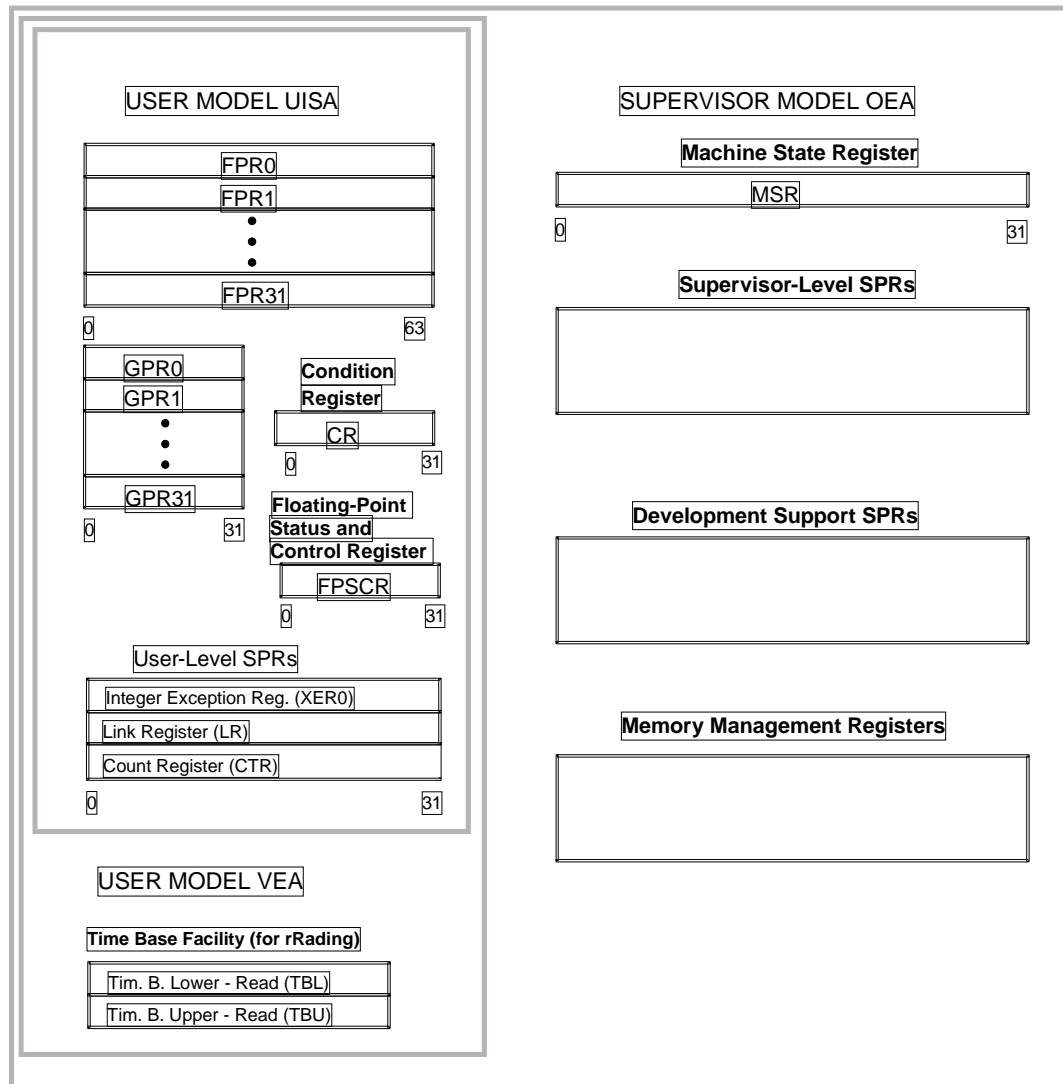 USER MODEL UISA
FPR0
FPR1
FPR31
0 63
GPR0
GPR1
GPR31
0 31
Condition
Register
CR
0 31
Floating-Point
Status and
Control Register
FPSCR
0 31
User-Level SPRs
Integer Exception Reg. (XER0)
Link Register (LR)
Count Register (CTR)
0 31
USER MODEL VEA
Time Base Facility (for rRading)
Tim. B. Lower - Read (TBL)
Tim. B. Upper - Read (TBU)
SUPERVISOR MODEL OEA
Machine State Register
MSR
0 31
Supervisor-Level SPRs
Development Support SPRs
Memory Management Registers